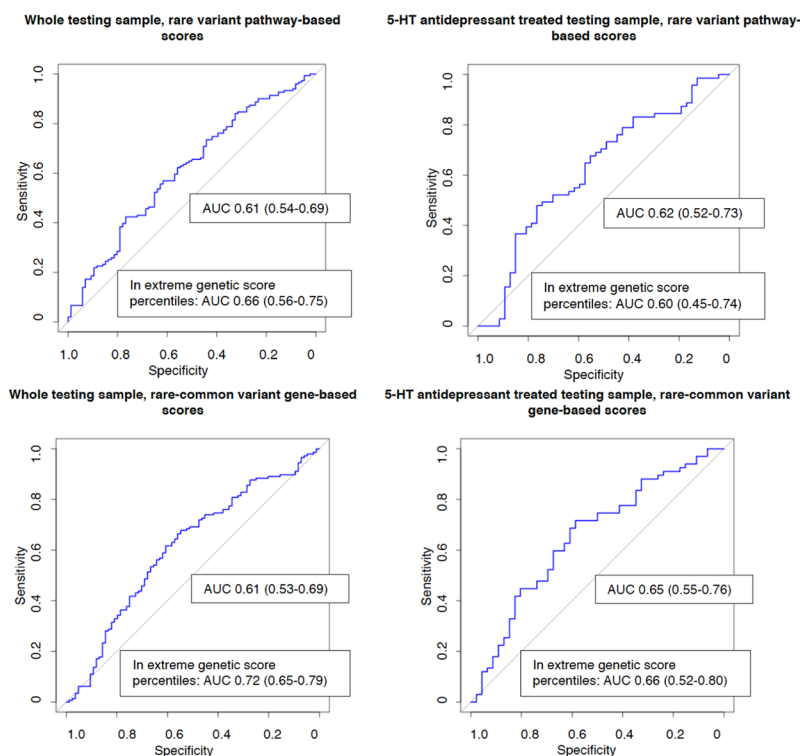 Whole testing sample, rare variant pathway-based
scores
1.0
0.8
0.6
0.4
0.2
0
Sensitivity
AUC 0.61 (0.54-0.69)
In extreme genetic score
percentiles: AUC 0.66 (0.56-0.75)
1.0 0.8 0.6 0.4 0.2 0
Specificity
5-HT antidepressant treated testing sample, rare variant pathway-
based scores
1.0
0.8
0.6
0.4
0.2
0
Sensitivity
AUC 0.62 (0.52-0.73)
In extreme genetic score
percentiles: AUC 0.60 (0.45-0.74)
1.0 0.8 0.6 0.4 0.2 0
Specificity
Whole testing sample, rare-common variant gene-based
scores
1.0
0.8
0.6
0.4
0.2
0
Sensitivity
AUC 0.61 (0.53-0.69)
In extreme genetic score
percentiles: AUC 0.72 (0.65-0.79)
1.0 0.8 0.6 0.4 0.2 0
Specificity
5-HT antidepressant treated testing sample, rare-common variant
gene-based scores
1.0
0.8
0.6
0.4
0.2
0
Sensitivity
AUC 0.65 (0.55-0.76)
In extreme genetic score
percentiles: AUC 0.66 (0.52-0.80)
1.0 0.8 0.6 0.4 0.2 0
Specificity